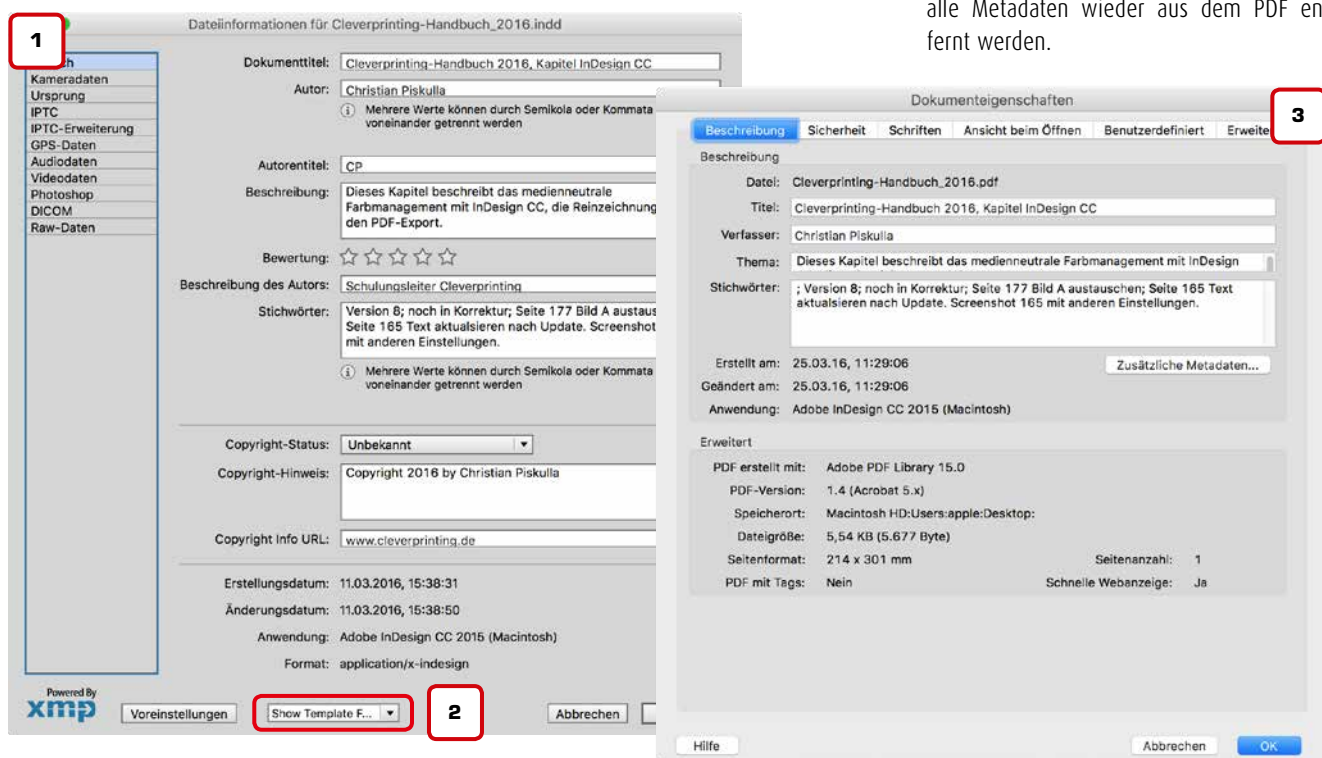 alle Metadaten wieder aus dem PDF en
fernt werden.
1
Dateiinformationen für Cleverprinting-Handbuch_2016.indd
Kameradaten
Ursprung
IPTC
IPTC-Erweiterung
GPS-Daten
Audiodaten
Videodaten
Photoshop
DICOM
Raw-Daten
Dokumenttitel: Cleverprinting-Handbuch 2016, Kapitel InDesign CC
Autor: Christian Piskulla
Mehrere Werte können durch Semikola oder Kommata
voneinander getrennt werden
Autorentitel: CP
Beschreibung: Dieses Kapitel beschreibt das medienneutrale
Farbmanagement mit InDesign CC, die Reinzeichnung
den PDF-Export.
Bewertung:
Beschreibung des Autors: Schulungsleiter Cleverprinting
Stichwörter: Version 8; noch in Korrektur; Seite 177 Bild A austaus
Seite 165 Text aktualsieren nach Update. Screenshot
mit anderen Einstellungen.
Mehrere Werte können durch Semikola oder Kommata
voneinander getrennt werden
Copyright-Status: Unbekannt
Copyright-Hinweis: Copyright 2016 by Christian Piskulla
Copyright Info URL: www.cleverprinting.de
Erstellungsdatum: 11.03.2016, 15:38:31
Änderungsdatum: 11.03.2016, 15:38:50
Anwendung: Adobe InDesign CC 2015 (Macintosh)
Format: application/x-indesign
Powered By
xmp
Voreinstellungen
Show Template F...
2
Abbrechen
Dokumenteigenschaften
3
Beschreibung Sicherheit Schriften Ansicht beim Öffnen Benutzerdefiniert Erweite
Beschreibung
Datei: Cleverprinting-Handbuch_2016.pdf
Titel: Cleverprinting-Handbuch 2016, Kapitel InDesign CC
Verfasser: Christian Piskulla
Thema: Dieses Kapitel beschreibt das medienneutrale Farbmanagement mit InDesign
Stichwörter: ; Version 8; noch in Korrektur; Seite 177 Bild A austauschen; Seite 165 Text
aktualsieren nach Update. Screenshot 165 mit anderen Einstellungen.
Erstellt am: 25.03.16, 11:29:06
Zusätzliche Metadaten...
Geändert am: 25.03.16, 11:29:06
Anwendung: Adobe InDesign CC 2015 (Macintosh)
Erweitert
PDF erstellt mit: Adobe PDF Library 15.0
PDF-Version: 1.4 (Acrobat 5.x)
Speicherort: Macintosh HD:Users:apple:Desktop:
Dateigröße: 5,54 KB (5.677 Byte)
Seitenformat: 214 x 301 mm Seitenanzahl: 1
PDF mit Tags: Nein Schnelle Webanzeige: Ja
Hilfe
Abbrechen
OK